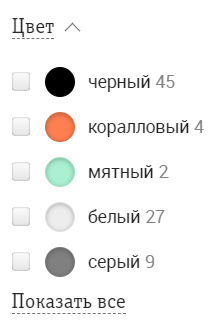 Цвет
черный 45
коралловый 4
мятный 2
белый 27
серый 9
Показать все